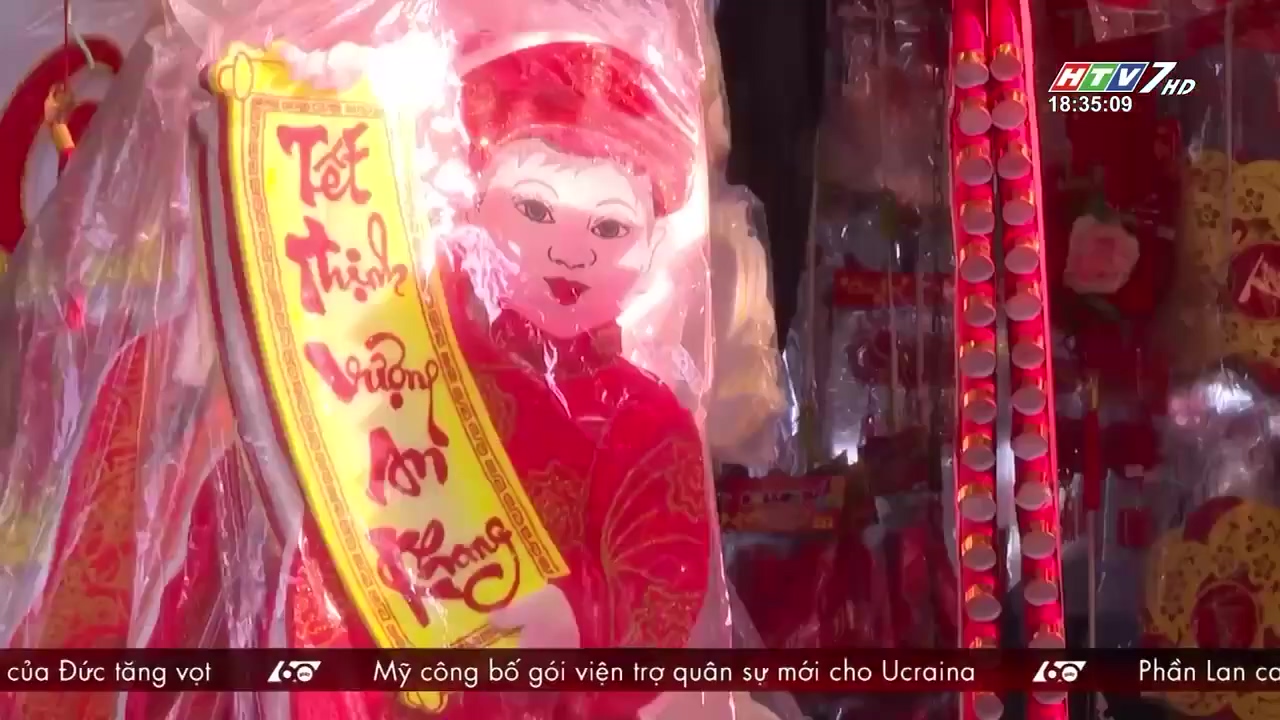 HTV7 HD
18:35:09
Tết
Thịnh
Vượng
An
Khang
của Đức tăng vọt
Mỹ công bố gói viện trợ quân sự mới cho Ucraina
Phần Lan